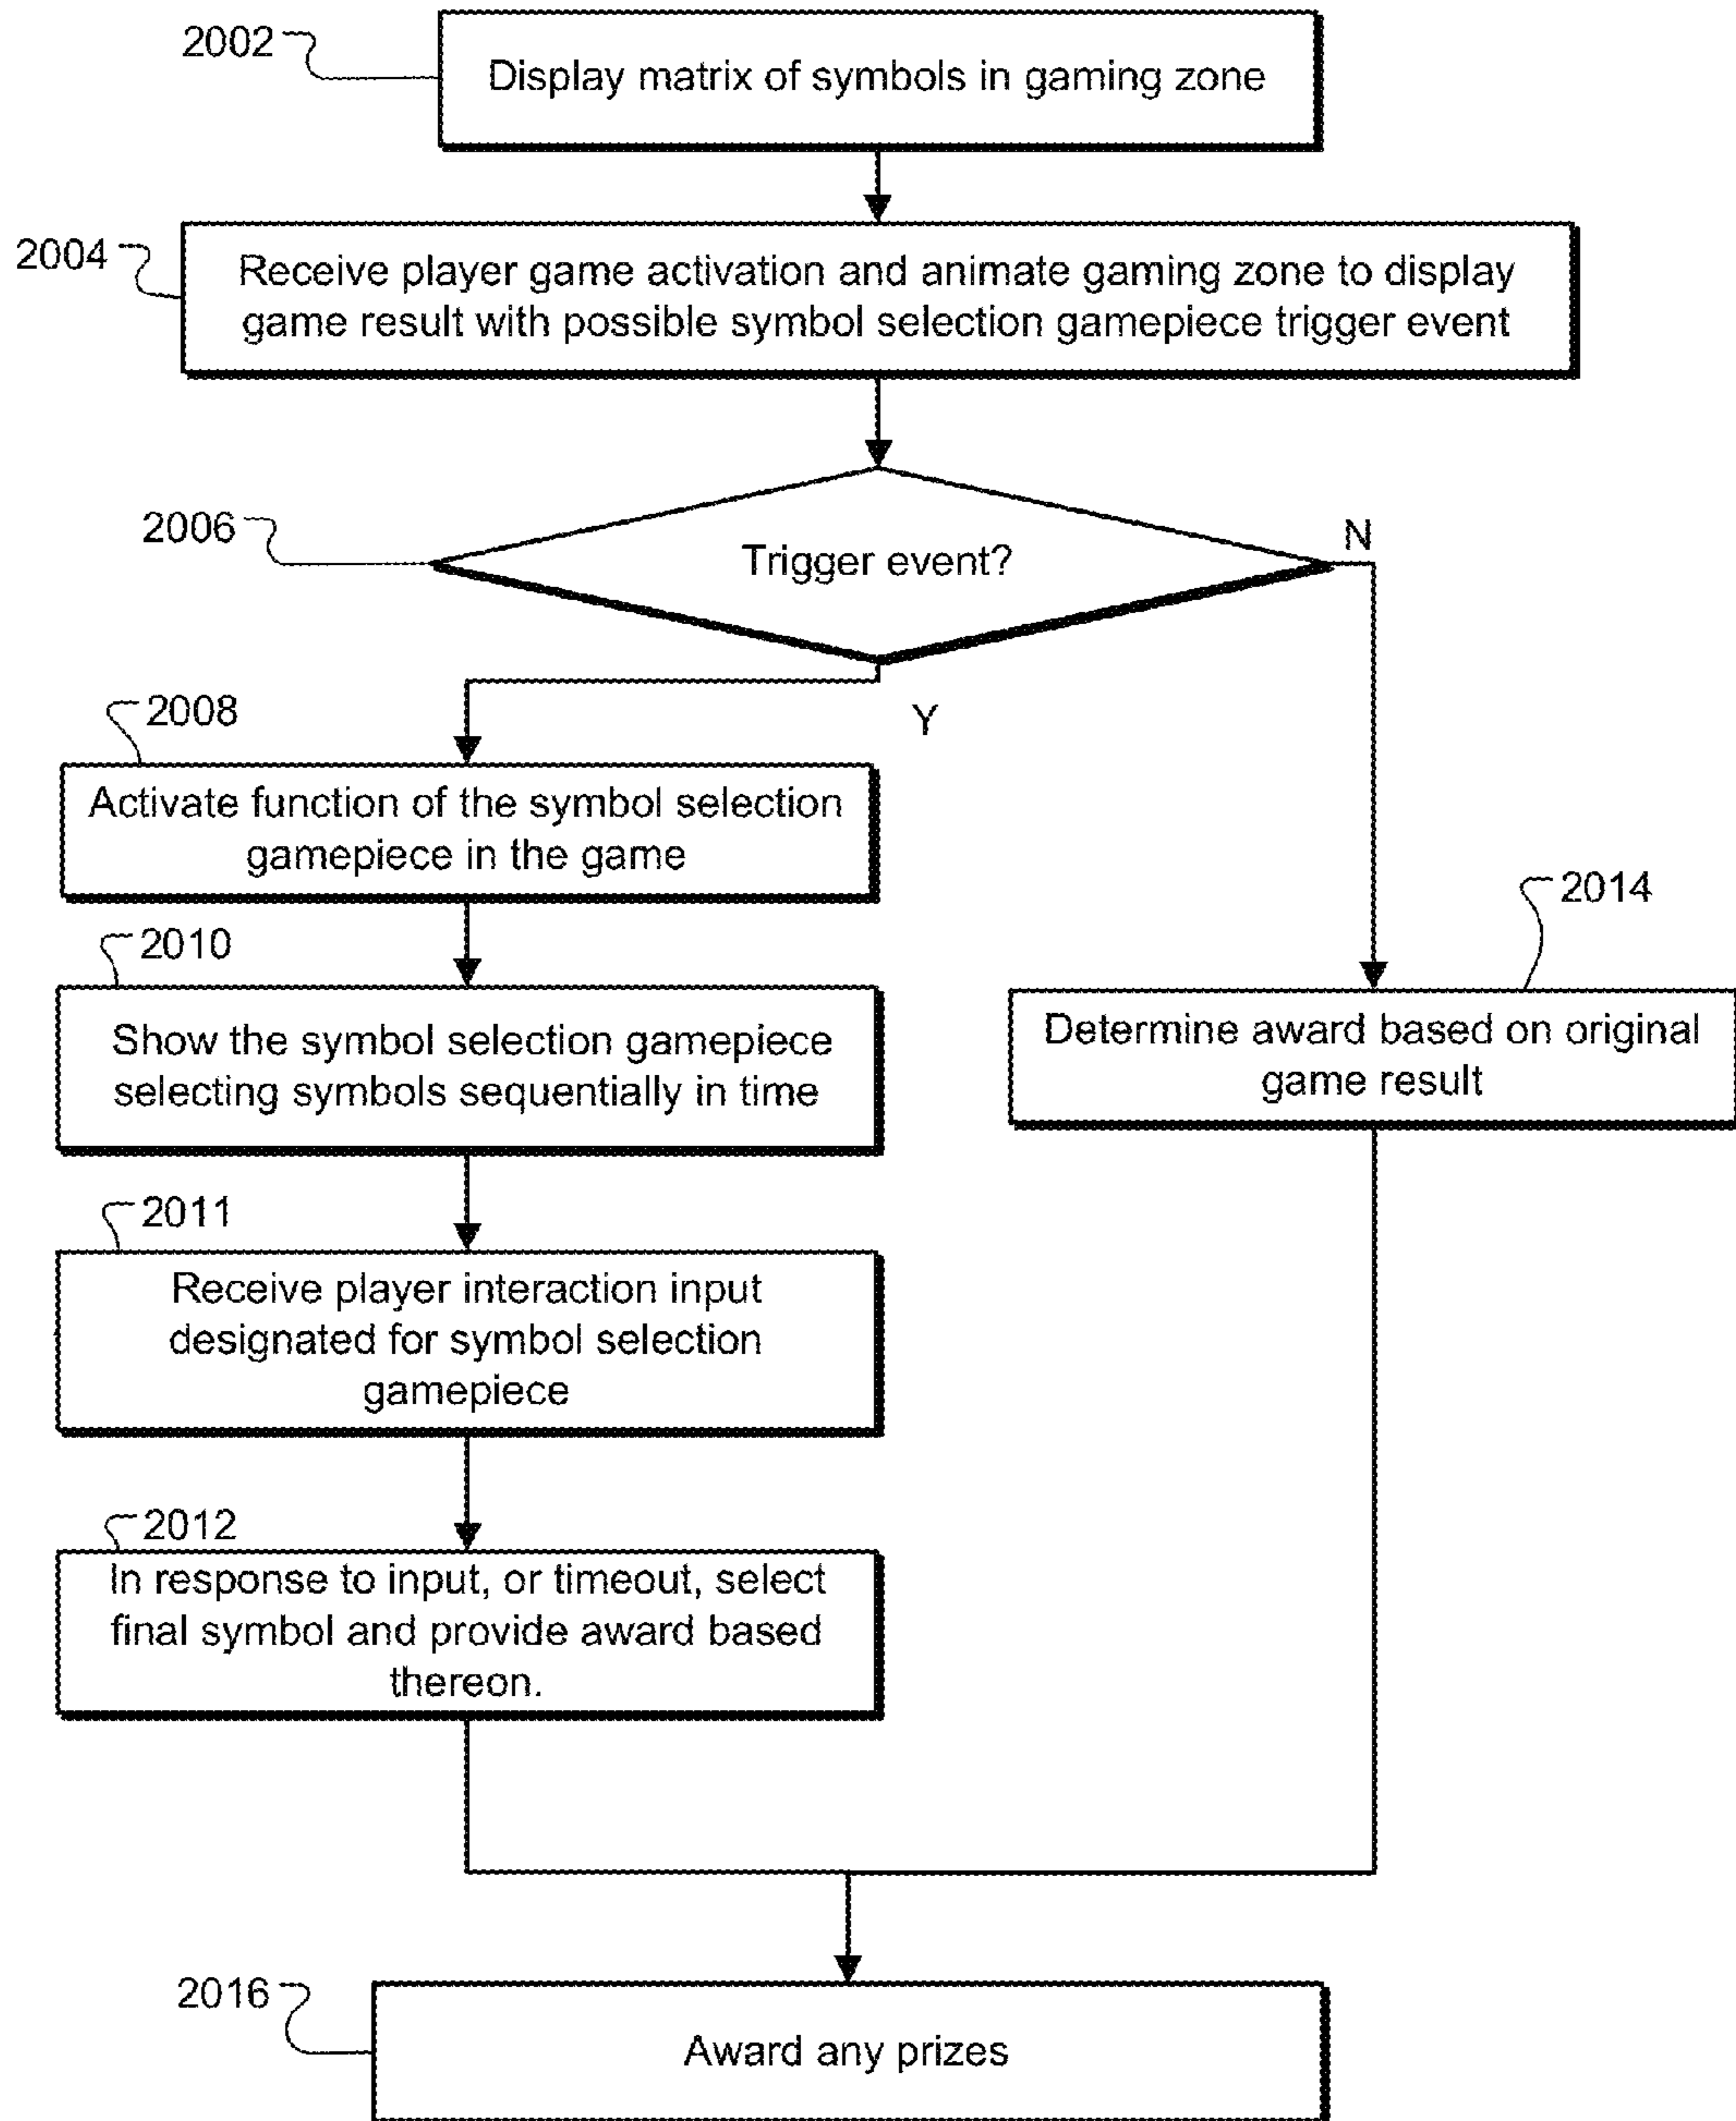 2002
Display matrix of symbols in gaming zone
2004
Receive player game activation and animate gaming zone to display
game result with possible symbol selection gamepiece trigger event
2006
Trigger event?
N
Y
2008
Activate function of the symbol selection
gamepiece in the game
2010
Show the symbol selection gamepiece
selecting symbols sequentially in time
2014
Determine award based on original
game result
2011
Receive player interaction input
designated for symbol selection
gamepiece
2012
In response to input, or timeout, select
final symbol and provide award based
thereon.
2016
Award any prizes